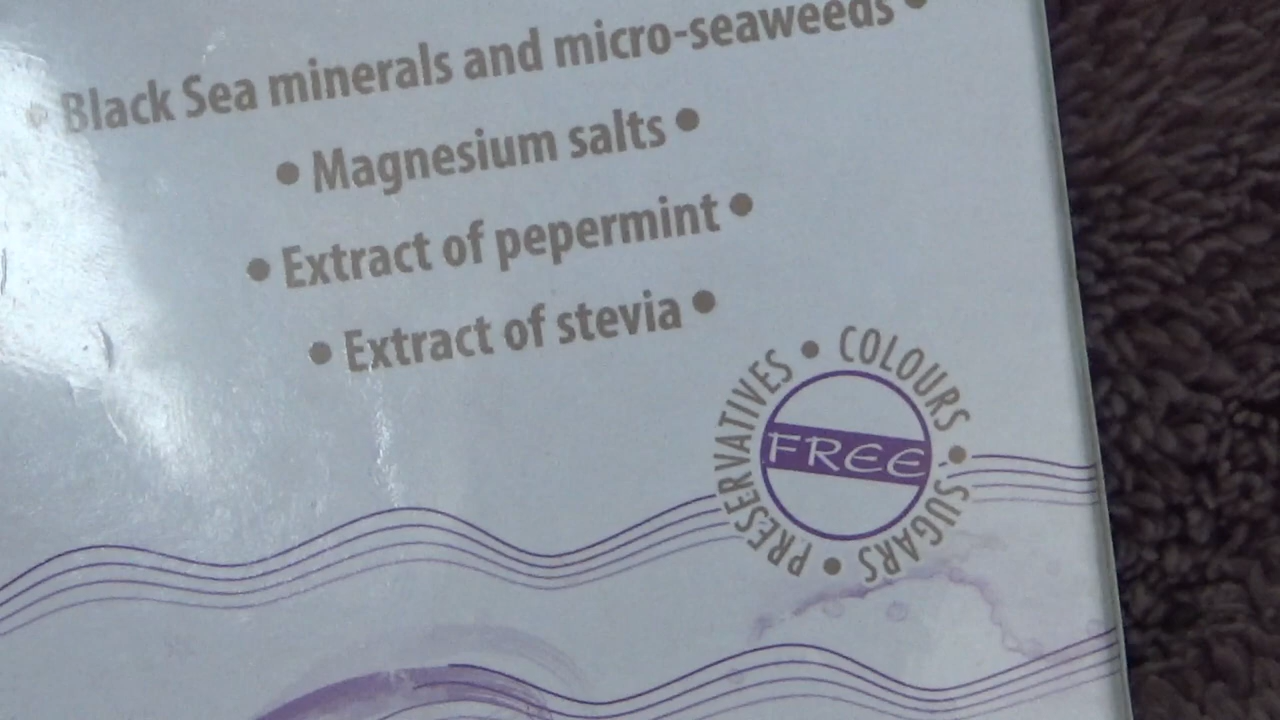 • Black Sea minerals and micro-seaweeds •
• Magnesium salts •
• Extract of pepermint •
• Extract of stevia •
PRESERVATIVES • COLOURS • SUGARS •
FREE